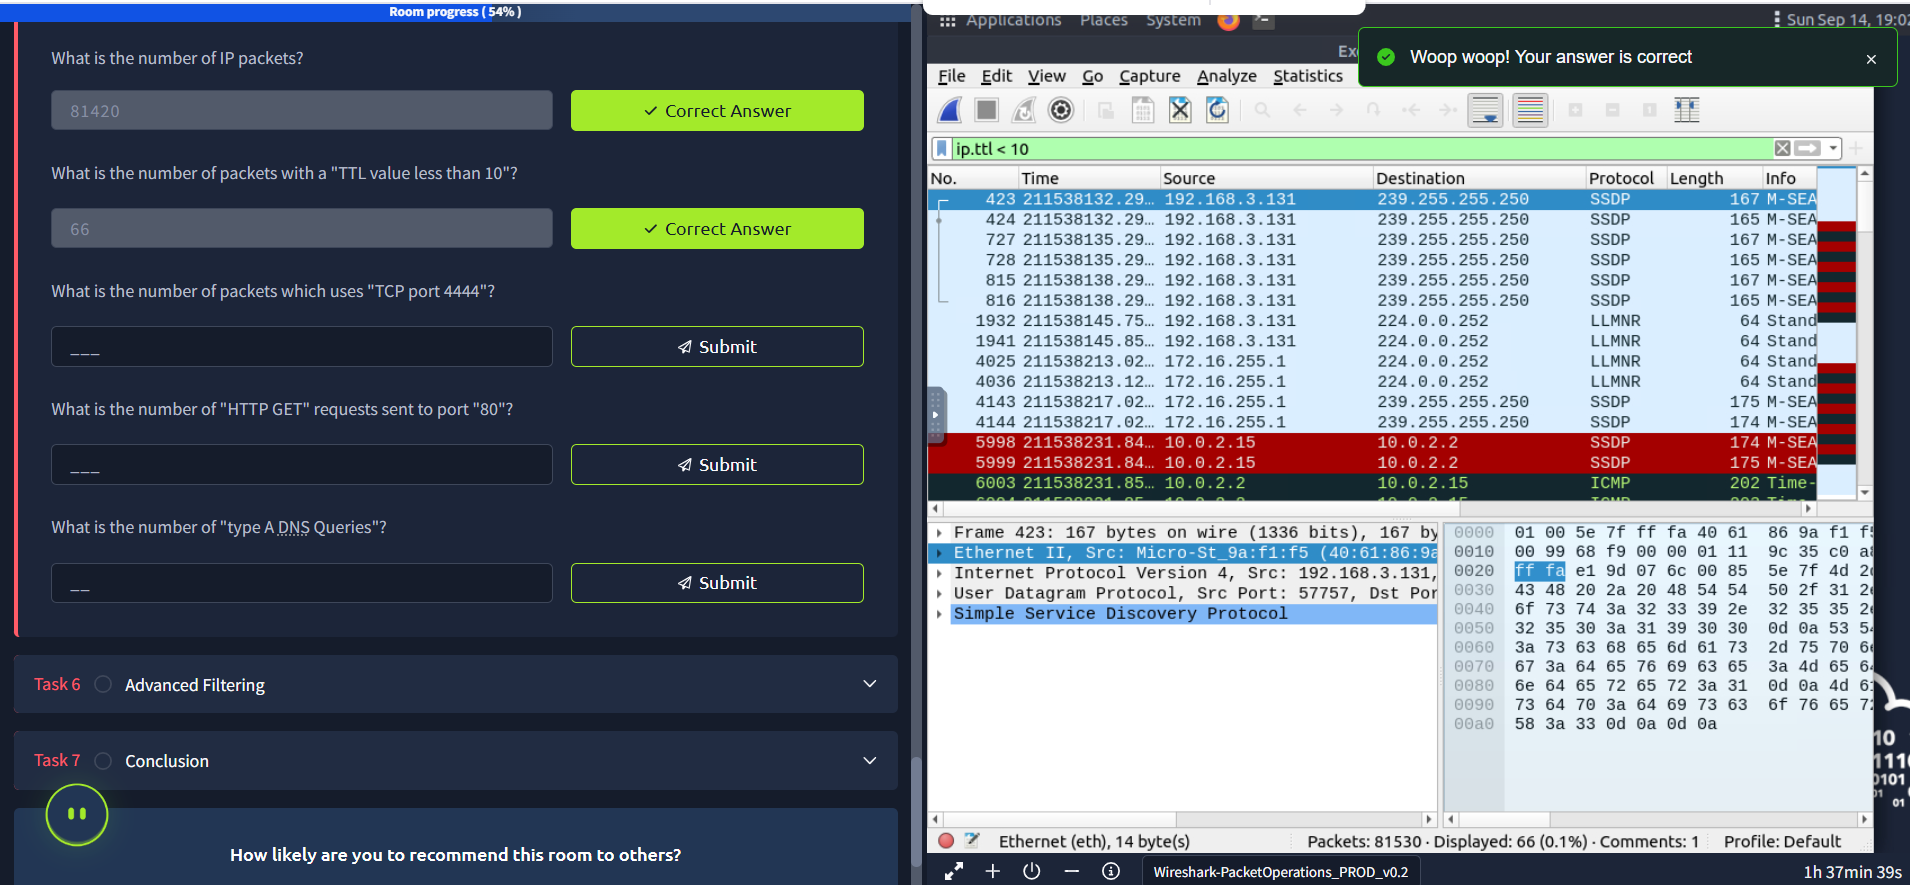 Room progress ( 54% )
What is the number of IP packets?
81420
Correct Answer
What is the number of packets with a "TTL value less than 10"?
66
Correct Answer
What is the number of packets which uses "TCP port 4444"?
___
Submit
What is the number of "HTTP GET" requests sent to port "80"?
___
Submit
What is the number of "type A DNS Queries"?
__
Submit
Task 6 Advanced Filtering
Task 7 Conclusion
How likely are you to recommend this room to others?
Applications Places System Sun Sep 14, 19:02
Ex
Woop woop! Your answer is correct ×
File Edit View Go Capture Analyze Statistics
ip.ttl < 10
No. Time Source Destination Protocol Length Info
423 211538132.29… 192.168.3.131 239.255.255.250 SSDP 167 M-SEA
424 211538132.29… 192.168.3.131 239.255.255.250 SSDP 165 M-SEA
727 211538135.29… 192.168.3.131 239.255.255.250 SSDP 167 M-SEA
728 211538135.29… 192.168.3.131 239.255.255.250 SSDP 165 M-SEA
815 211538138.29… 192.168.3.131 239.255.255.250 SSDP 167 M-SEA
816 211538138.29… 192.168.3.131 239.255.255.250 SSDP 165 M-SEA
1932 211538145.75… 192.168.3.131 224.0.0.252 LLMNR 64 Stand
1941 211538145.85… 192.168.3.131 224.0.0.252 LLMNR 64 Stand
4025 211538213.02… 172.16.255.1 224.0.0.252 LLMNR 64 Stand
4036 211538213.12… 172.16.255.1 224.0.0.252 LLMNR 64 Stand
4143 211538217.02… 172.16.255.1 239.255.255.250 SSDP 175 M-SEA
4144 211538217.02… 172.16.255.1 239.255.255.250 SSDP 174 M-SEA
5998 211538231.84… 10.0.2.15 10.0.2.2 SSDP 174 M-SEA
5999 211538231.84… 10.0.2.15 10.0.2.2 SSDP 175 M-SEA
6003 211538231.85… 10.0.2.2 10.0.2.15 ICMP 202 Time-
Frame 423: 167 bytes on wire (1336 bits), 167 by
Ethernet II, Src: Micro-St_9a:f1:f5 (40:61:86:9a
Internet Protocol Version 4, Src: 192.168.3.131,
User Datagram Protocol, Src Port: 57757, Dst Por
Simple Service Discovery Protocol
0000 01 00 5e 7f ff fa 40 61 86 9a f1 f5
0010 00 99 68 f9 00 00 01 11 9c 35 c0 a8
0020 ff fa e1 9d 07 6c 00 85 5e 7f 4d 2d
0030 43 48 20 2a 20 48 54 54 50 2f 31 2e
0040 6f 73 74 3a 32 33 39 2e 32 35 35 2e
0050 32 35 30 3a 31 39 30 30 0d 0a 53 54
0060 3a 73 63 68 65 6d 61 73 2d 75 70 6e
0070 67 3a 64 65 76 69 63 65 3a 4d 65 64
0080 6e 64 65 72 65 72 3a 31 0d 0a 4d 61
0090 73 64 70 3a 64 69 73 63 6f 76 65 72
00a0 58 3a 33 0d 0a 0d 0a
10
1110
0101
01
01
Ethernet (eth), 14 byte(s) Packets: 81530 · Displayed: 66 (0.1%) · Comments: 1 Profile: Default
Wireshark-PacketOperations_PROD_v0.2 1h 37min 39s